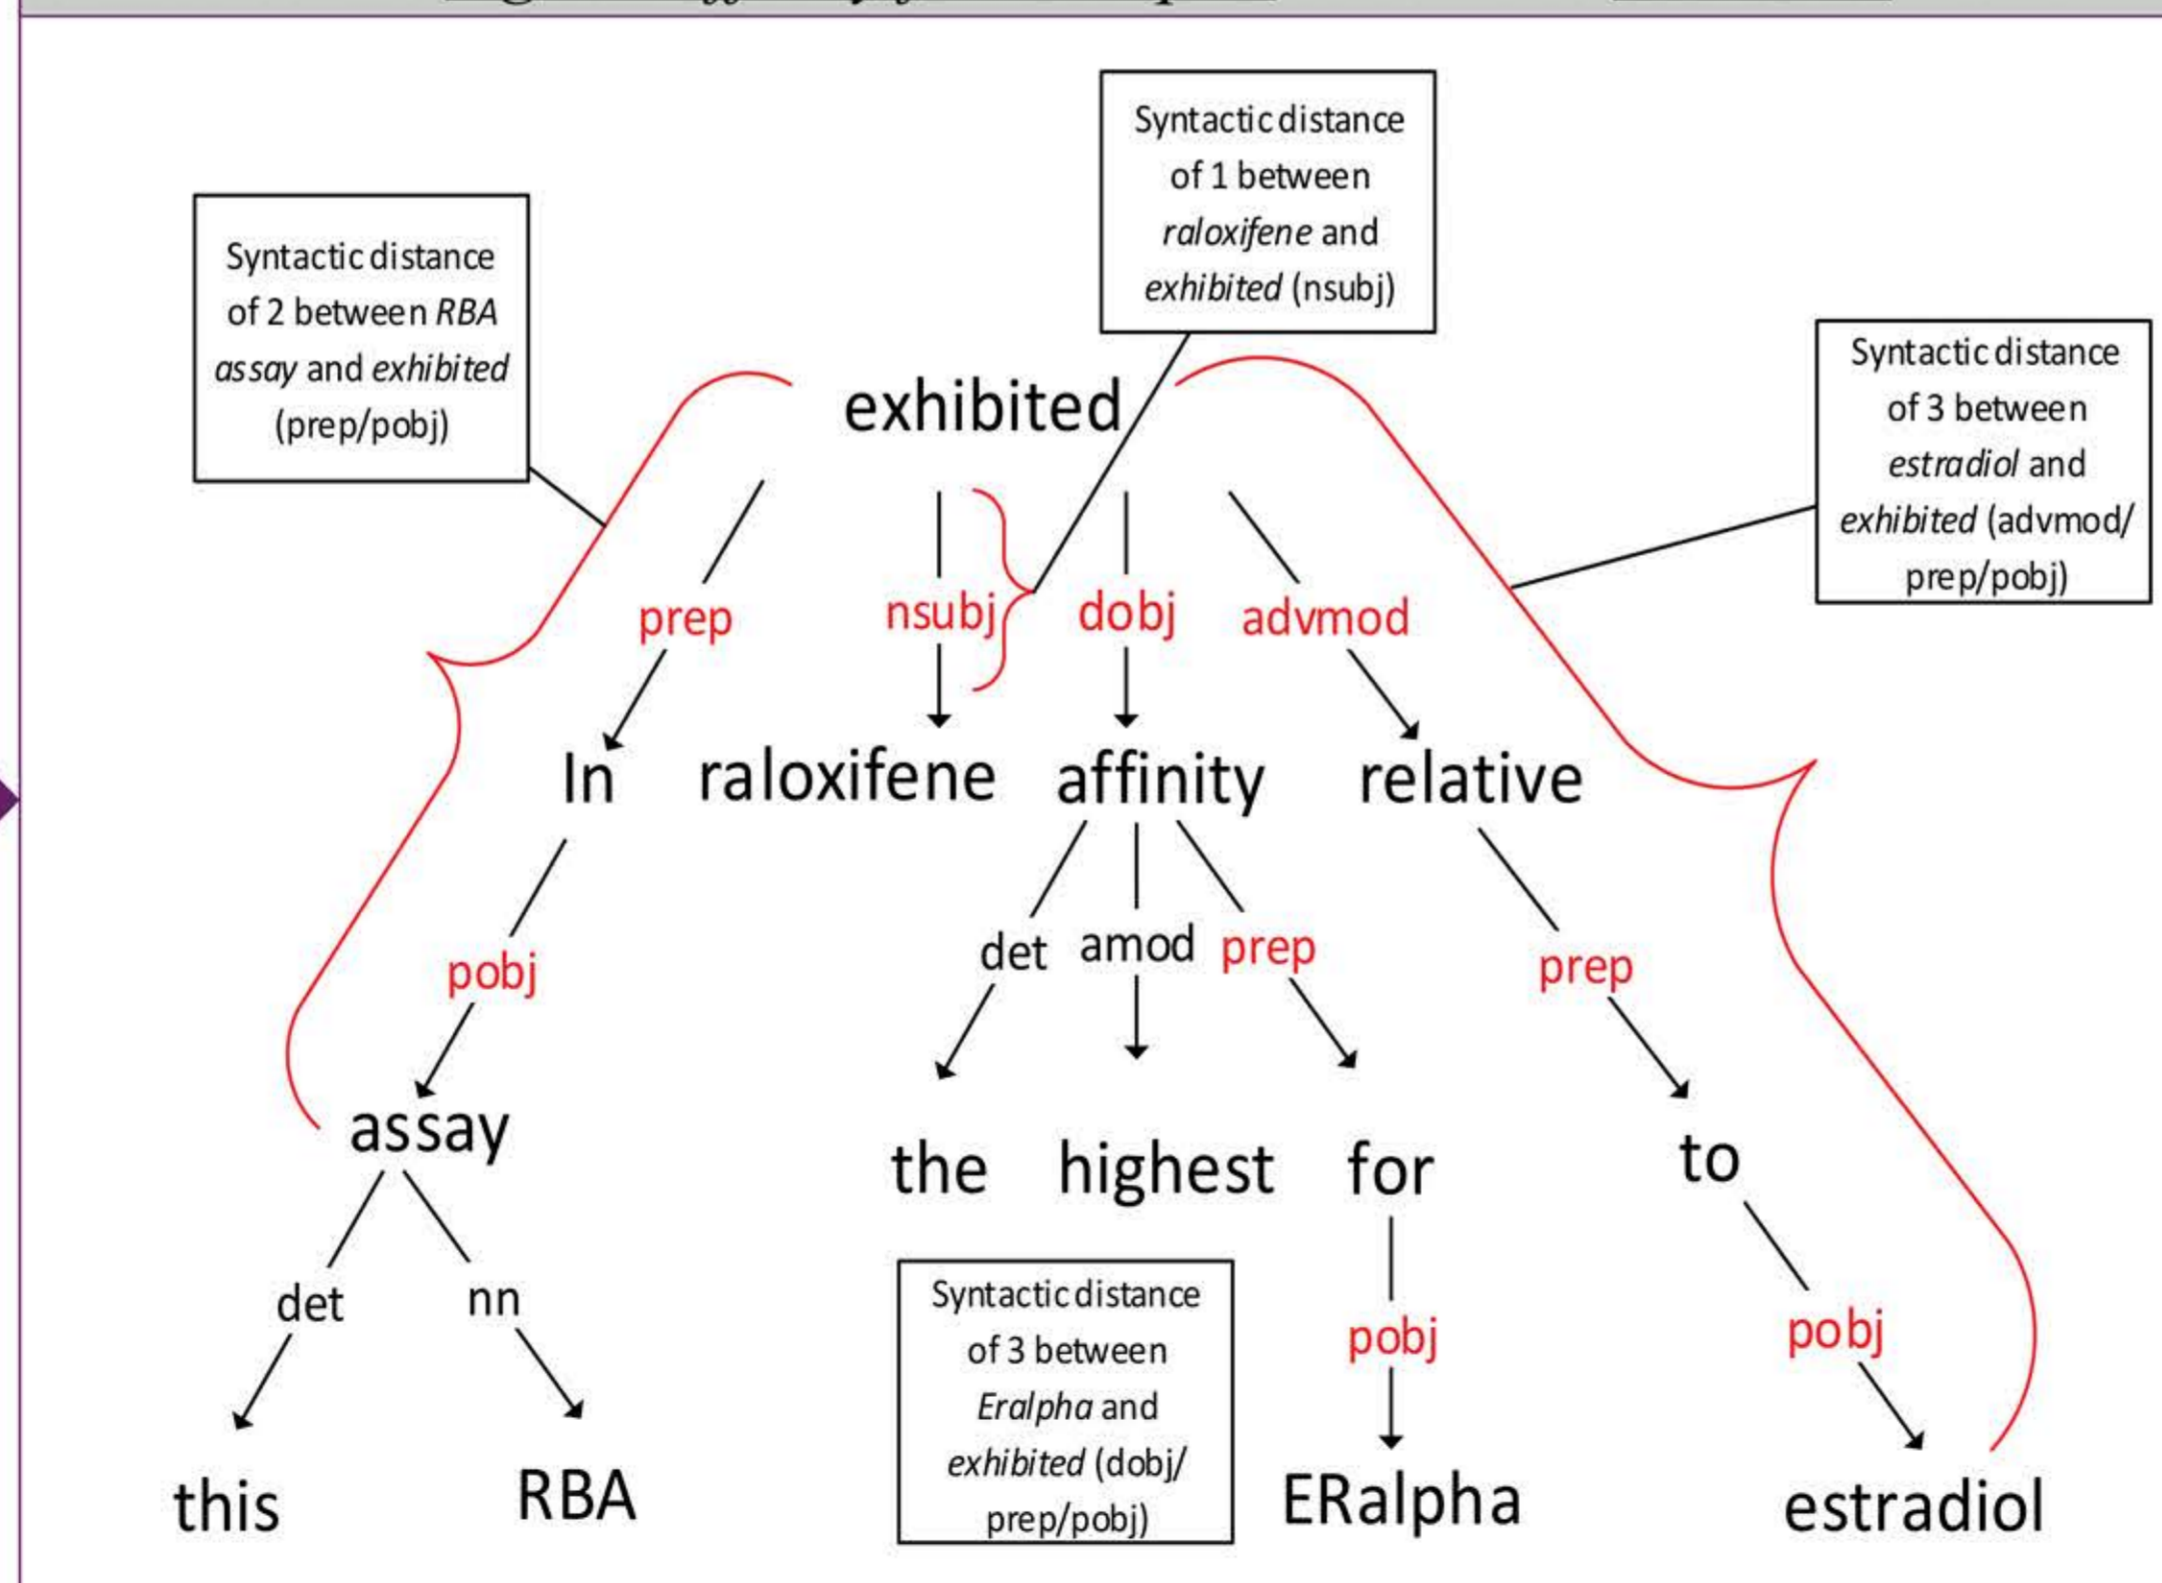 Syntactic distance
of 1 between
raloxifene and
exhibited (nsubj)
Syntactic distance
of 2 between RBA
assay and exhibited
(prep/pobj)
Syntactic distance
of 3 between
estradiol and
exhibited (advmod/
prep/pobj)
exhibited
prep nsubj dobj advmod
In raloxifene affinity relative
pobj det amod prep prep
assay the highest for to
det nn pobj pobj
Syntactic distance
of 3 between
Eralpha and
exhibited (dobj/
prep/pobj)
this RBA ERalpha estradiol